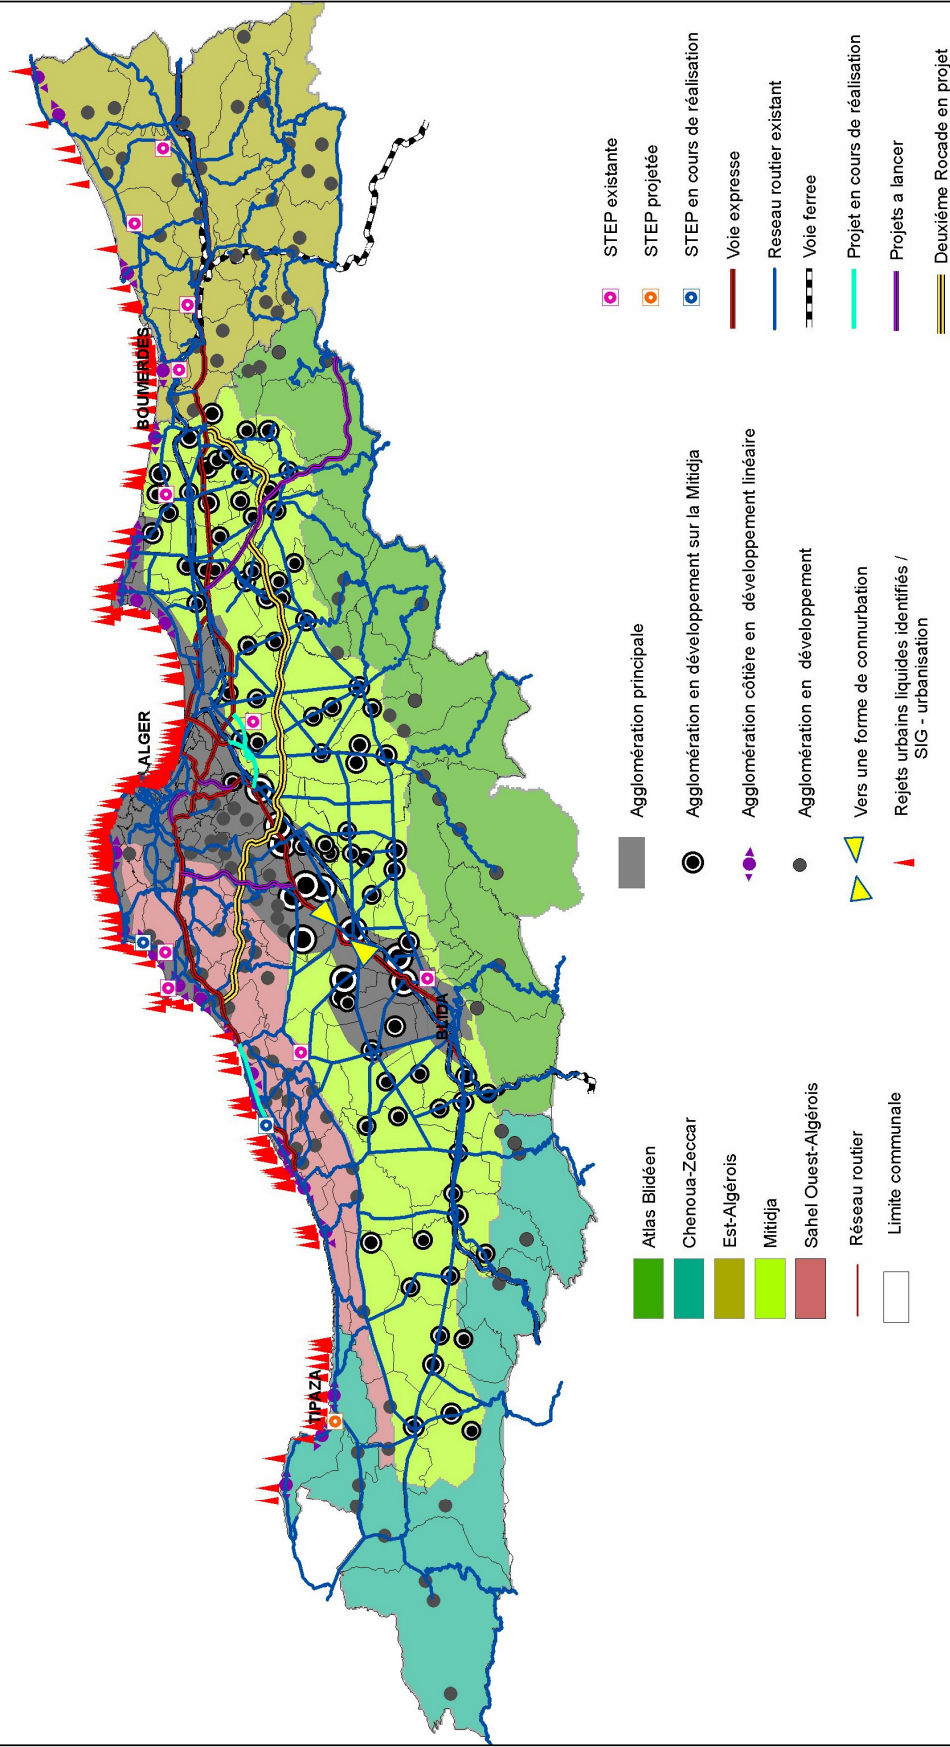 BOUMERDES
ALGER
BLIDA
TIPAZA
Atlas Blidéen
Chenoua-Zeccar
Est-Algérois
Mitidja
Sahel Ouest-Algérois
Réseau routier
Limite communale
Agglomération principale
Agglomération en développement sur la Mitidja
Agglomération côtière en développement linéaire
Agglomération en développement
Vers une forme de connurbation
Rejets urbains liquides identifiés /
SIG - urbanisation
STEP existante
STEP projetée
STEP en cours de réalisation
Voie expresse
Reseau routier existant
Voie ferree
Projet en cours de réalisation
Projets a lancer
Deuxiéme Rocade en projet